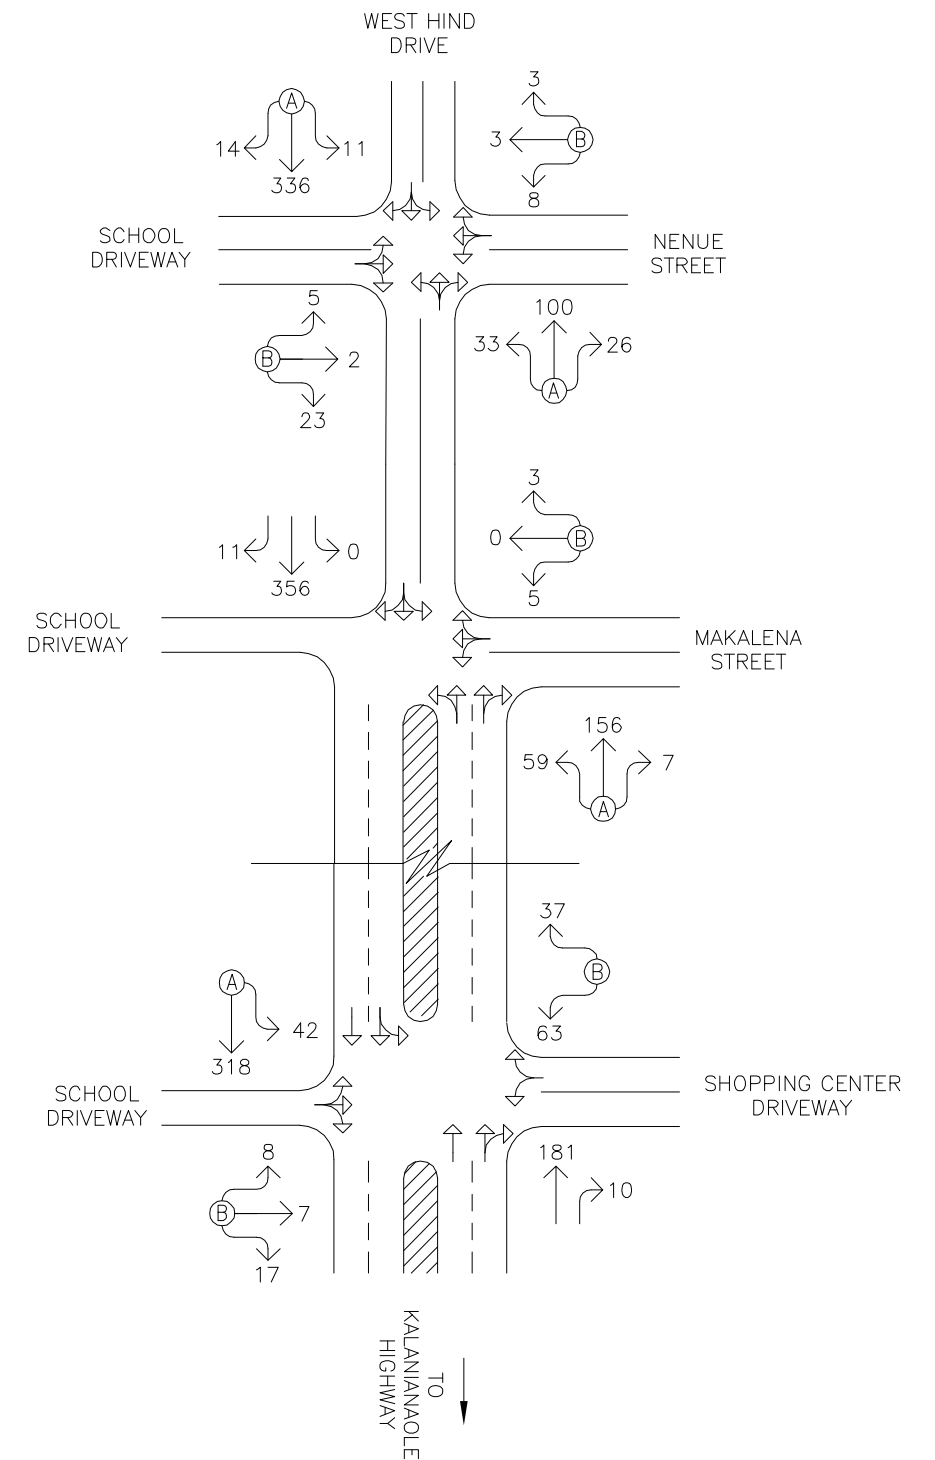 WEST HIND
DRIVE
A
14
11
336
3
3
B
8
SCHOOL
DRIVEWAY
NENUE
STREET
5
B
2
23
100
33
26
A
11
0
356
3
0
B
5
SCHOOL
DRIVEWAY
MAKALENA
STREET
156
59
7
A
37
B
63
A
42
318
SCHOOL
DRIVEWAY
SHOPPING CENTER
DRIVEWAY
8
B
7
17
181
10
TO
KALANIANAOLE
HIGHWAY